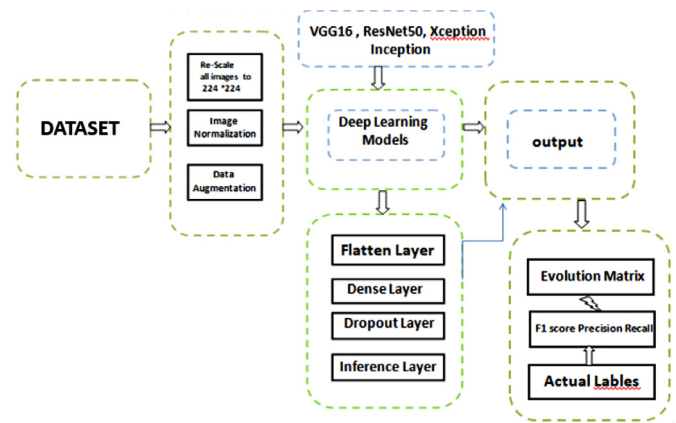 DATASET
Re-Scale
all images to
224 *224
Image
Normalization
Data
Augmentation
VGG16 , ResNet50, Xception
Inception
Deep Learning
Models
output
Flatten Layer
Dense Layer
Dropout Layer
Inference Layer
Evolution Matrix
F1 score Precision Recall
Actual Lables